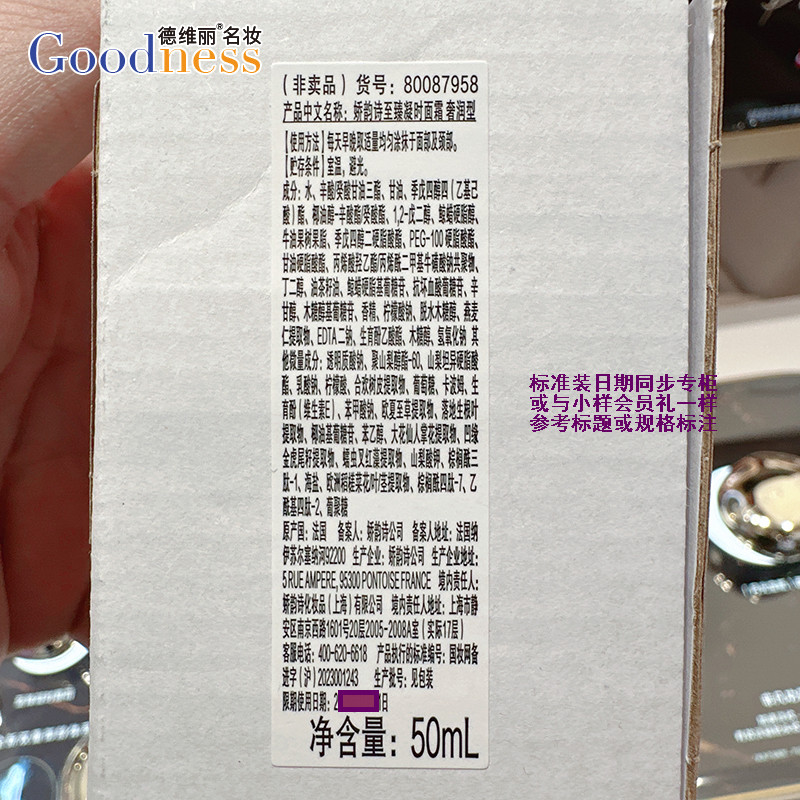 德维丽®名妆
Goodness
（非卖品）货号：80087958
产品中文名称：娇韵诗至臻凝时面霜 奢润型
【使用方法】每天早晚取适量均匀涂抹于面部及颈部。
【贮存条件】室温，避光。
成分：水、辛酸/癸酸甘油三酯、甘油、季戊四醇四（乙基己
酸）酯、椰油醇-辛酸酯/癸酸酯、1,2-戊二醇、鲸蜡硬脂醇、
牛油果树果脂、季戊四醇二硬脂酸酯、PEG-100硬脂酸酯、
甘油硬脂酸酯、丙烯酸羟乙酯/丙烯酰二甲基牛磺酸钠共聚物、
丁二醇、油茶籽油、鲸蜡硬脂基葡糖苷、抗坏血酸葡糖苷、辛
甘醇、木糖醇基葡糖苷、香精、柠檬酸钠、脱水木糖醇、燕麦
仁提取物、EDTA二钠、生育酚乙酸酯、木糖醇、氢氧化钠 其
他微量成分：透明质酸钠、聚山梨醇酯-60、山梨坦异硬脂酸
酯、乳酸钠、柠檬酸、合欢树皮提取物、葡萄糖、卡波姆、生
育酚（维生素E）、苯甲酸钠、欧夏至草提取物、落地生根叶
提取物、椰油基葡糖苷、苯乙醇、大花仙人掌花提取物、凹缘
金虎尾籽提取物、蠕虫叉红藻提取物、山梨酸钾、棕榈酰三
肽-1、海盐、欧洲稻槎菜花/叶/茎提取物、棕榈酰四肽-7、乙
酰基四肽-2、葡聚糖
原产国：法国 备案人：娇韵诗公司 备案人地址：法国纳
伊苏尔塞纳河92200 生产企业：娇韵诗公司 生产企业地址：
5 RUE AMPERE, 95300 PONTOISE FRANCE 境内责任人：
娇韵诗化妆品（上海）有限公司 境内责任人地址：上海市静
安区南京西路1601号20层2005-2008A室（实际17层）
客服电话：400-620-6618 产品执行的标准编号：国妆网备
进字（沪）2023001243 生产批号：见包装
限期使用日期：2 日
净含量：50mL
标准装日期同步专柜
或与小样会员礼一样
参考标题或规格标注